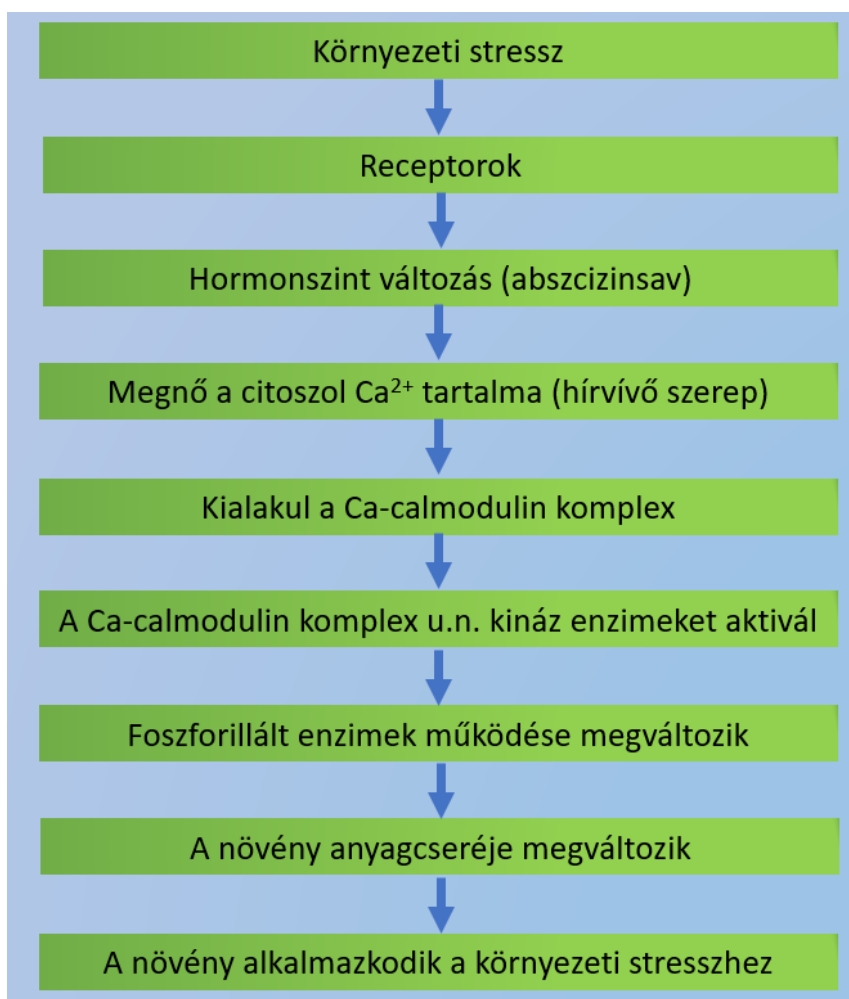 Környezeti stressz
Receptorok
Hormonszint változás (abszcizinsav)
Megnő a citoszol Ca²⁺ tartalma (hírvívő szerep)
Kialakul a Ca-calmodulin komplex
A Ca-calmodulin komplex u.n. kináz enzimeket aktivál
Foszforillált enzimek működése megváltozik
A növény anyagcseréje megváltozik
A növény alkalmazkodik a környezeti stresszhez